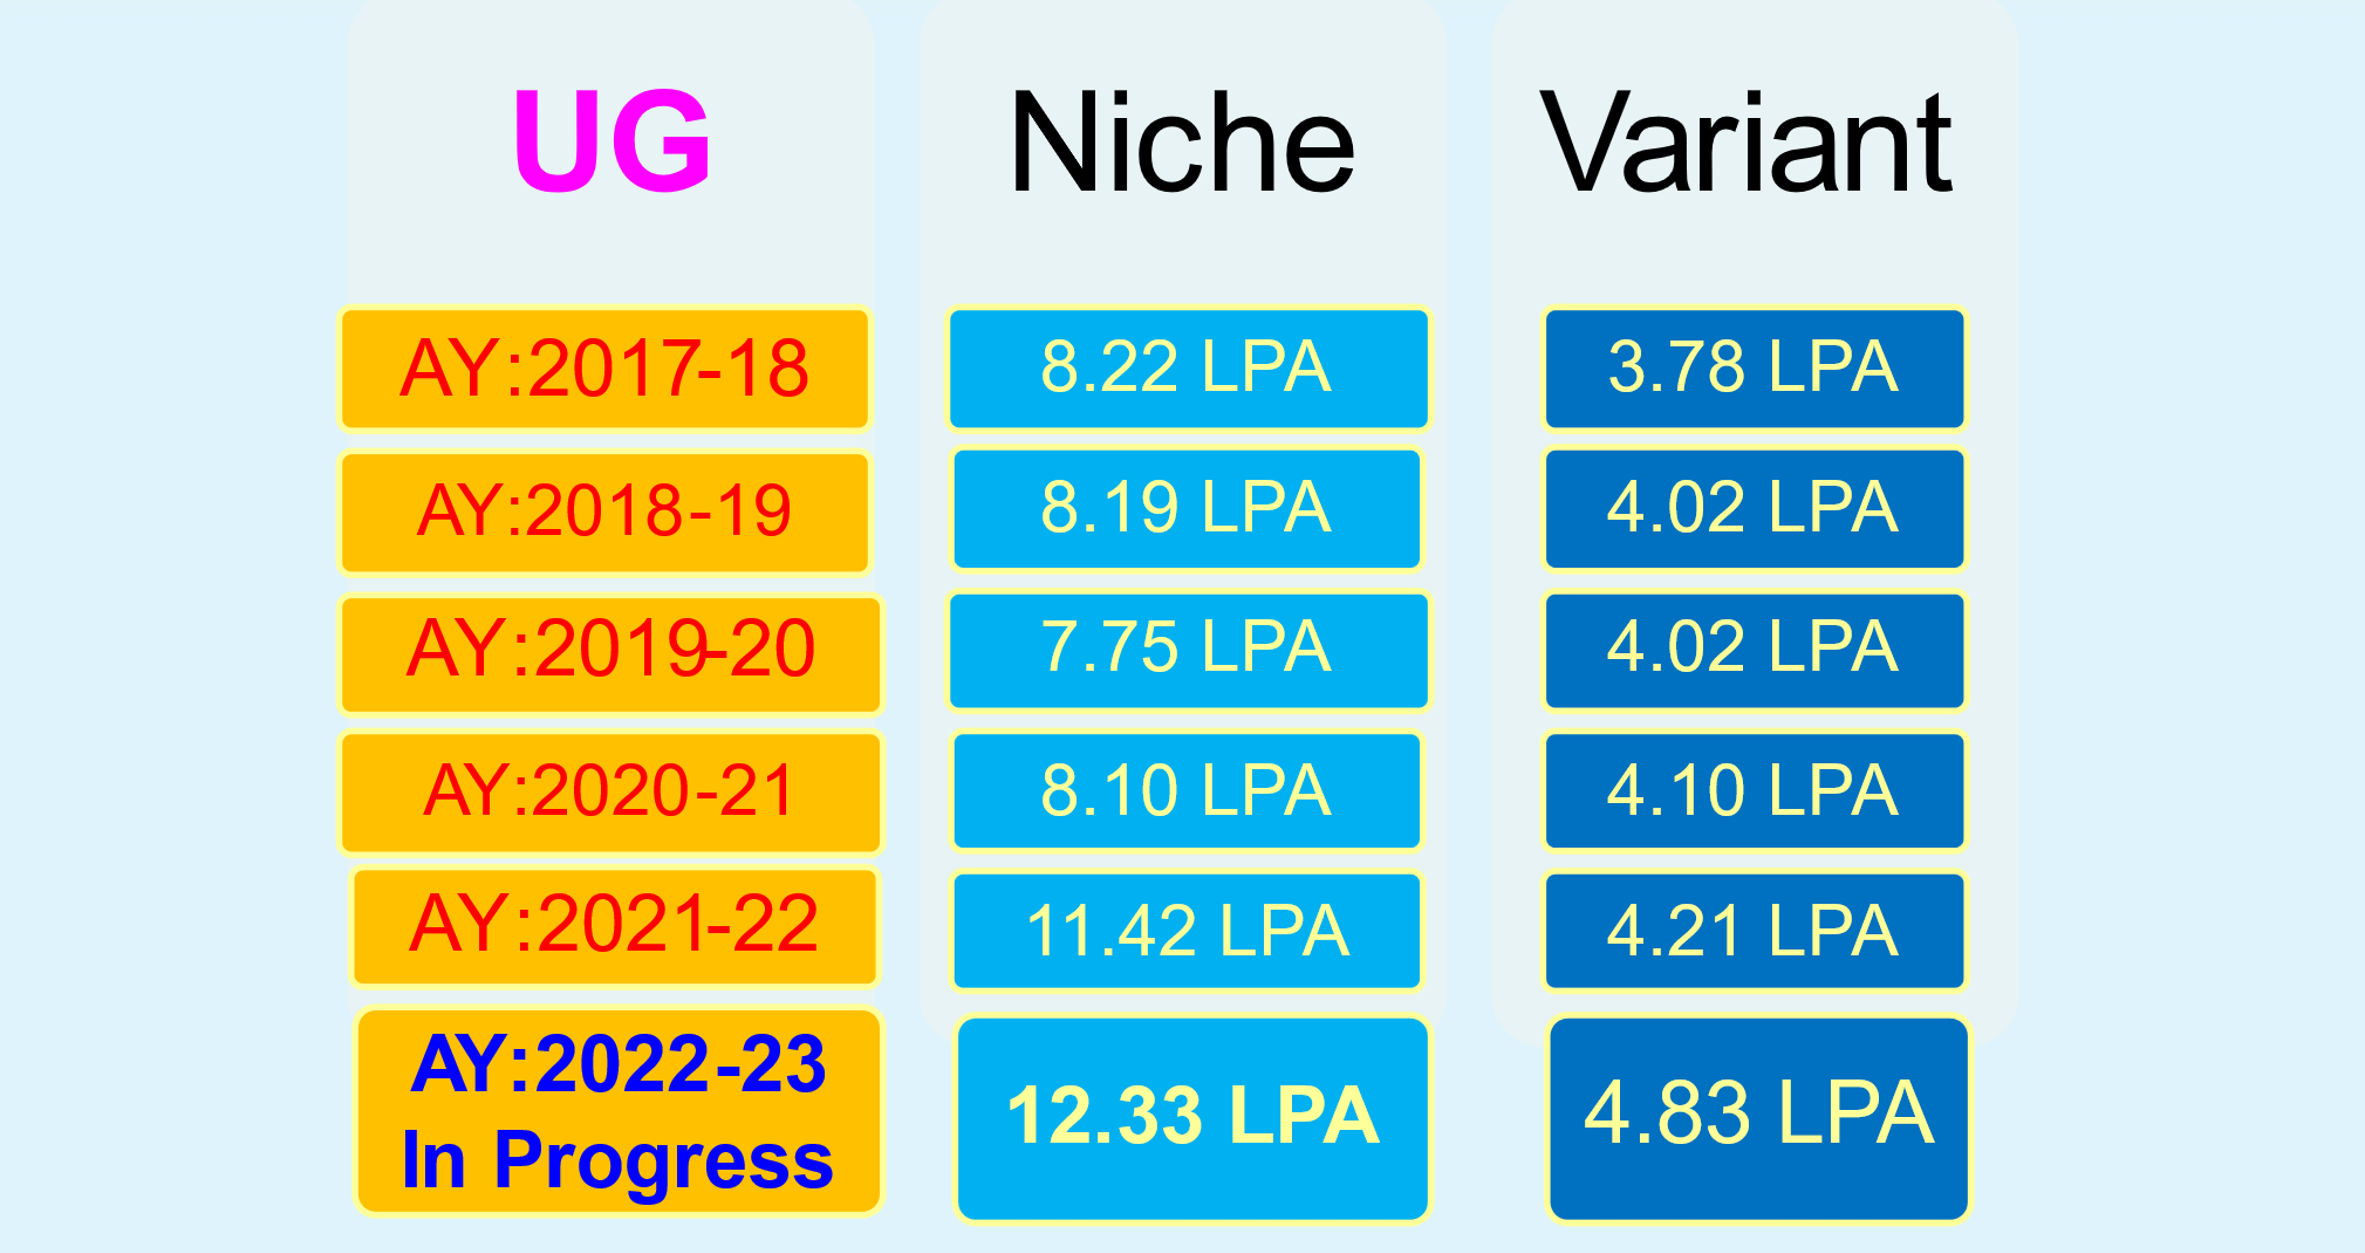 UG Niche Variant
AY:2017-18 8.22 LPA 3.78 LPA
AY:2018-19 8.19 LPA 4.02 LPA
AY:2019-20 7.75 LPA 4.02 LPA
AY:2020-21 8.10 LPA 4.10 LPA
AY:2021-22 11.42 LPA 4.21 LPA
AY:2022-23
In Progress
12.33 LPA 4.83 LPA